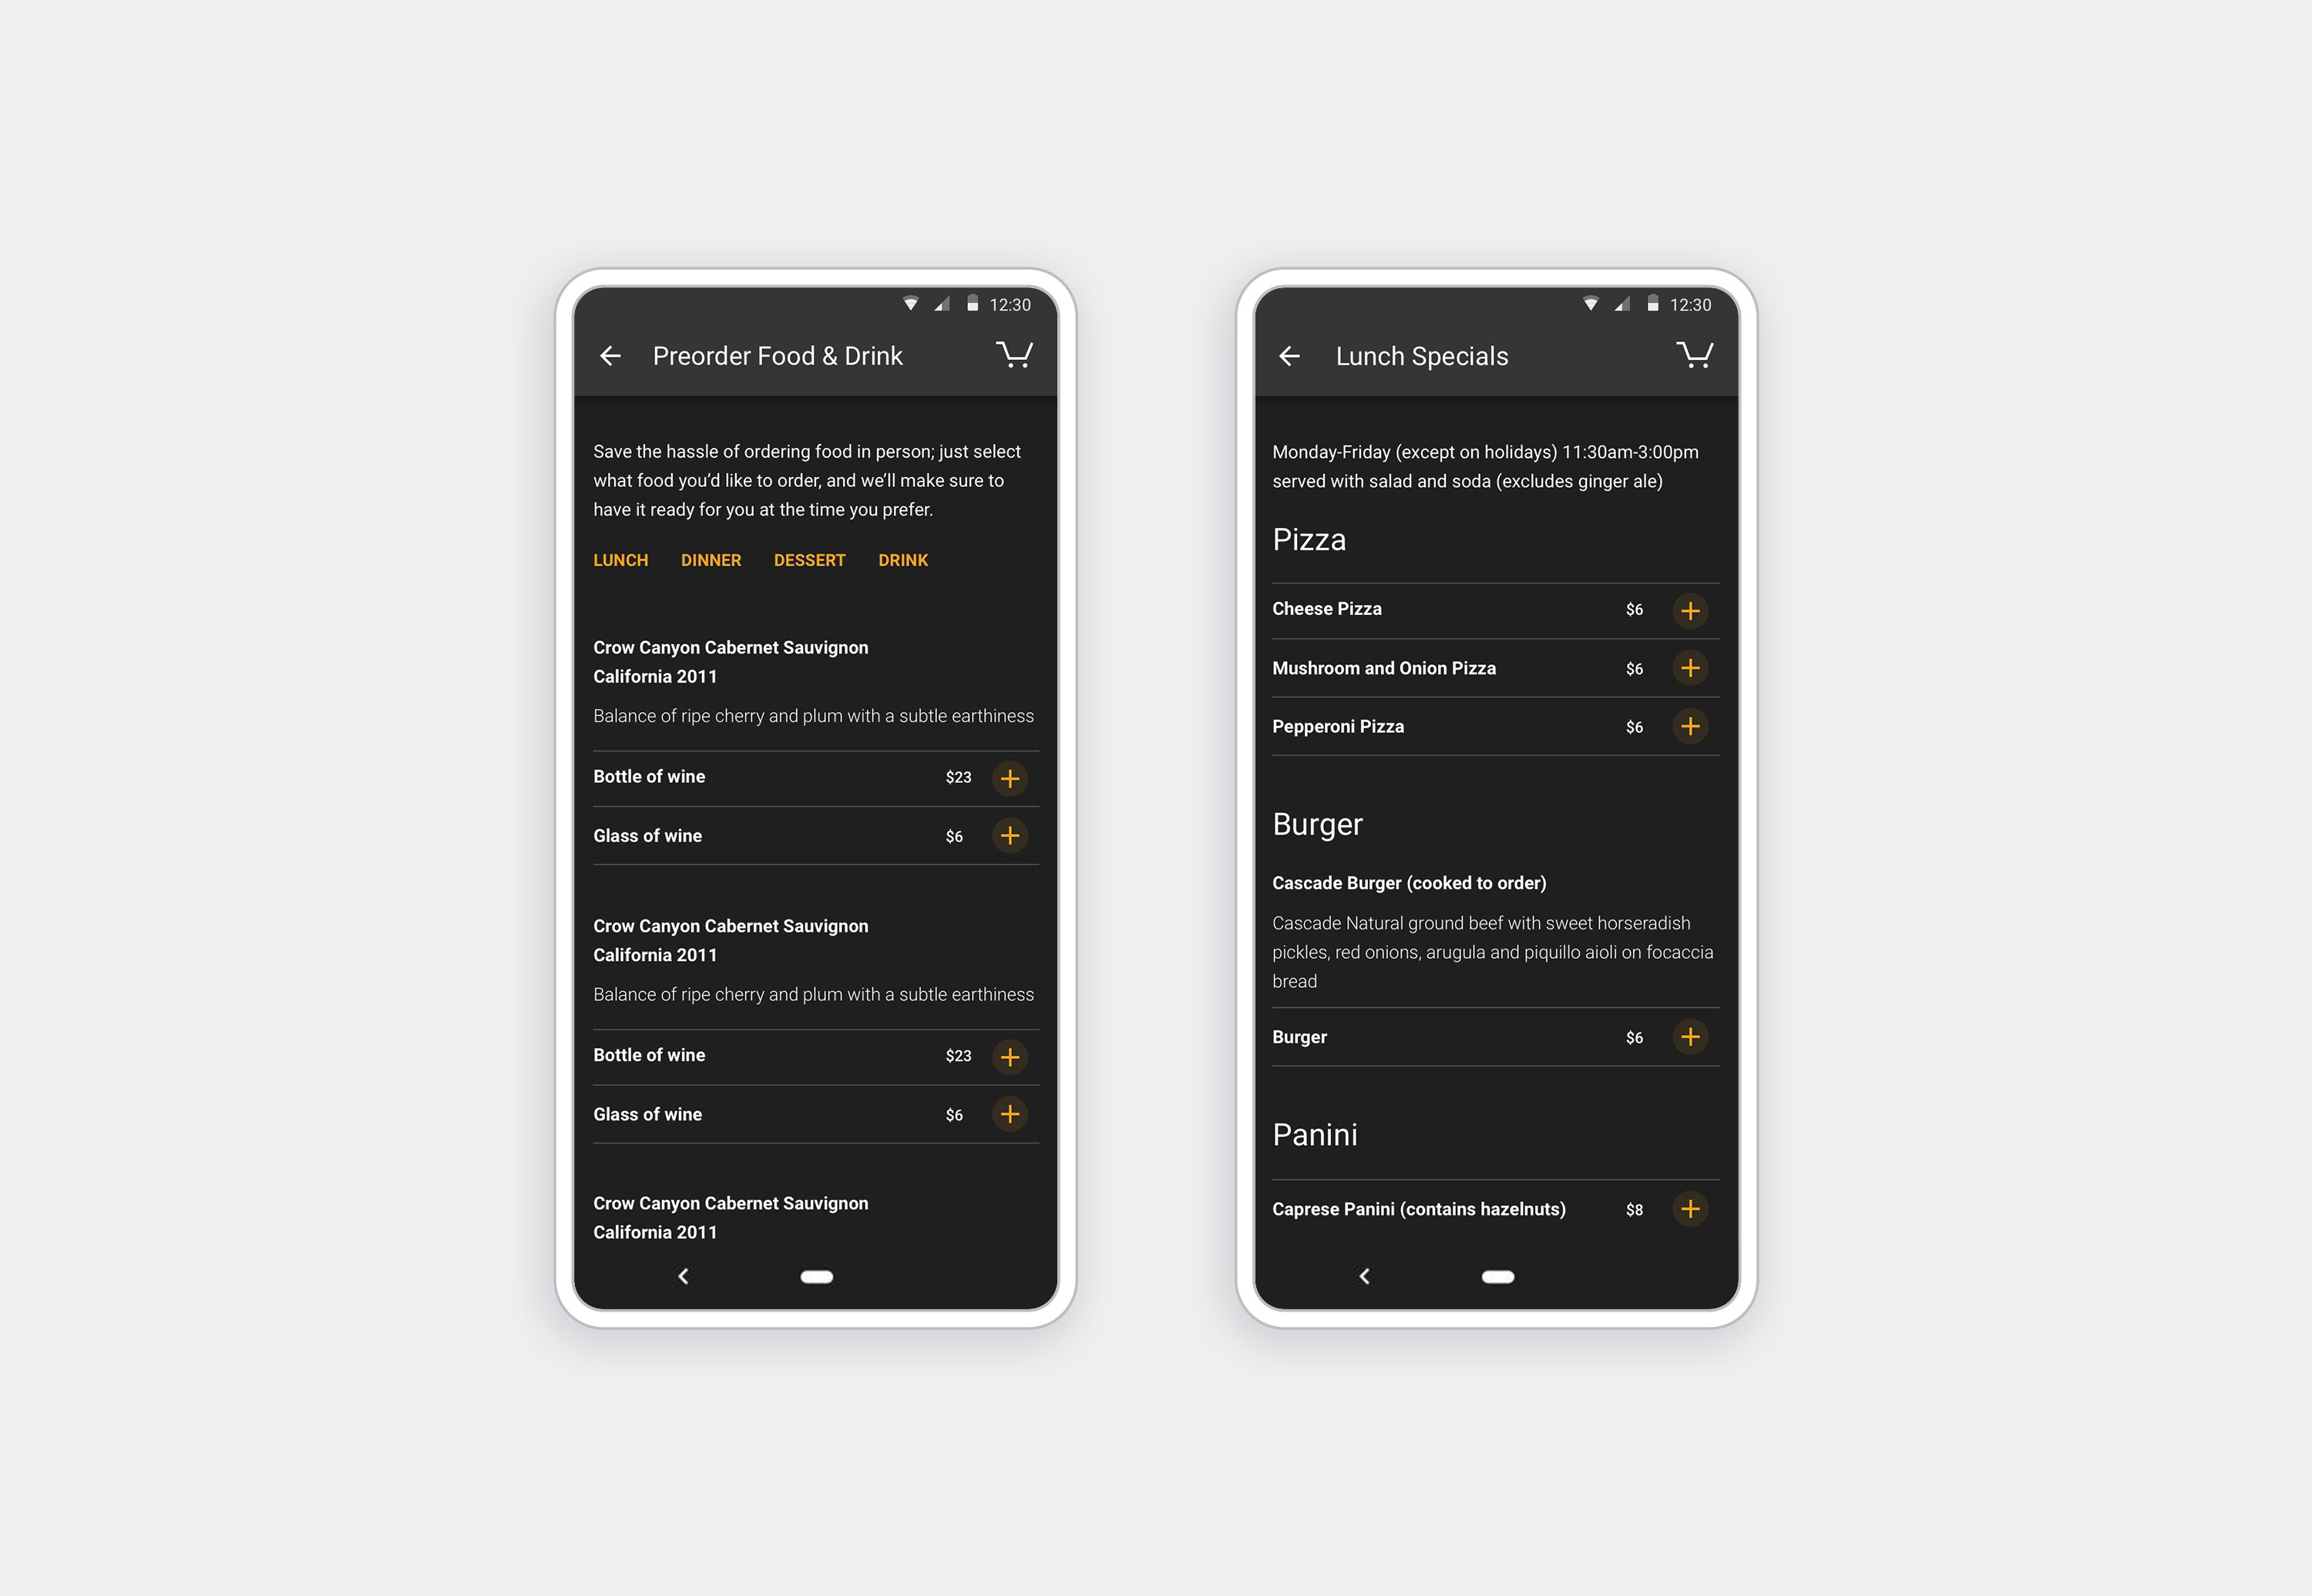 12:30
Preorder Food & Drink
Save the hassle of ordering food in person; just select
what food you’d like to order, and we’ll make sure to
have it ready for you at the time you prefer.
LUNCH DINNER DESSERT DRINK
Crow Canyon Cabernet Sauvignon
California 2011
Balance of ripe cherry and plum with a subtle earthiness
Bottle of wine $23
Glass of wine $6
Crow Canyon Cabernet Sauvignon
California 2011
Balance of ripe cherry and plum with a subtle earthiness
Bottle of wine $23
Glass of wine $6
Crow Canyon Cabernet Sauvignon
California 2011
12:30
Lunch Specials
Monday-Friday (except on holidays) 11:30am-3:00pm
served with salad and soda (excludes ginger ale)
Pizza
Cheese Pizza $6
Mushroom and Onion Pizza $6
Pepperoni Pizza $6
Burger
Cascade Burger (cooked to order)
Cascade Natural ground beef with sweet horseradish
pickles, red onions, arugula and piquillo aioli on focaccia
bread
Burger $6
Panini
Caprese Panini (contains hazelnuts) $8